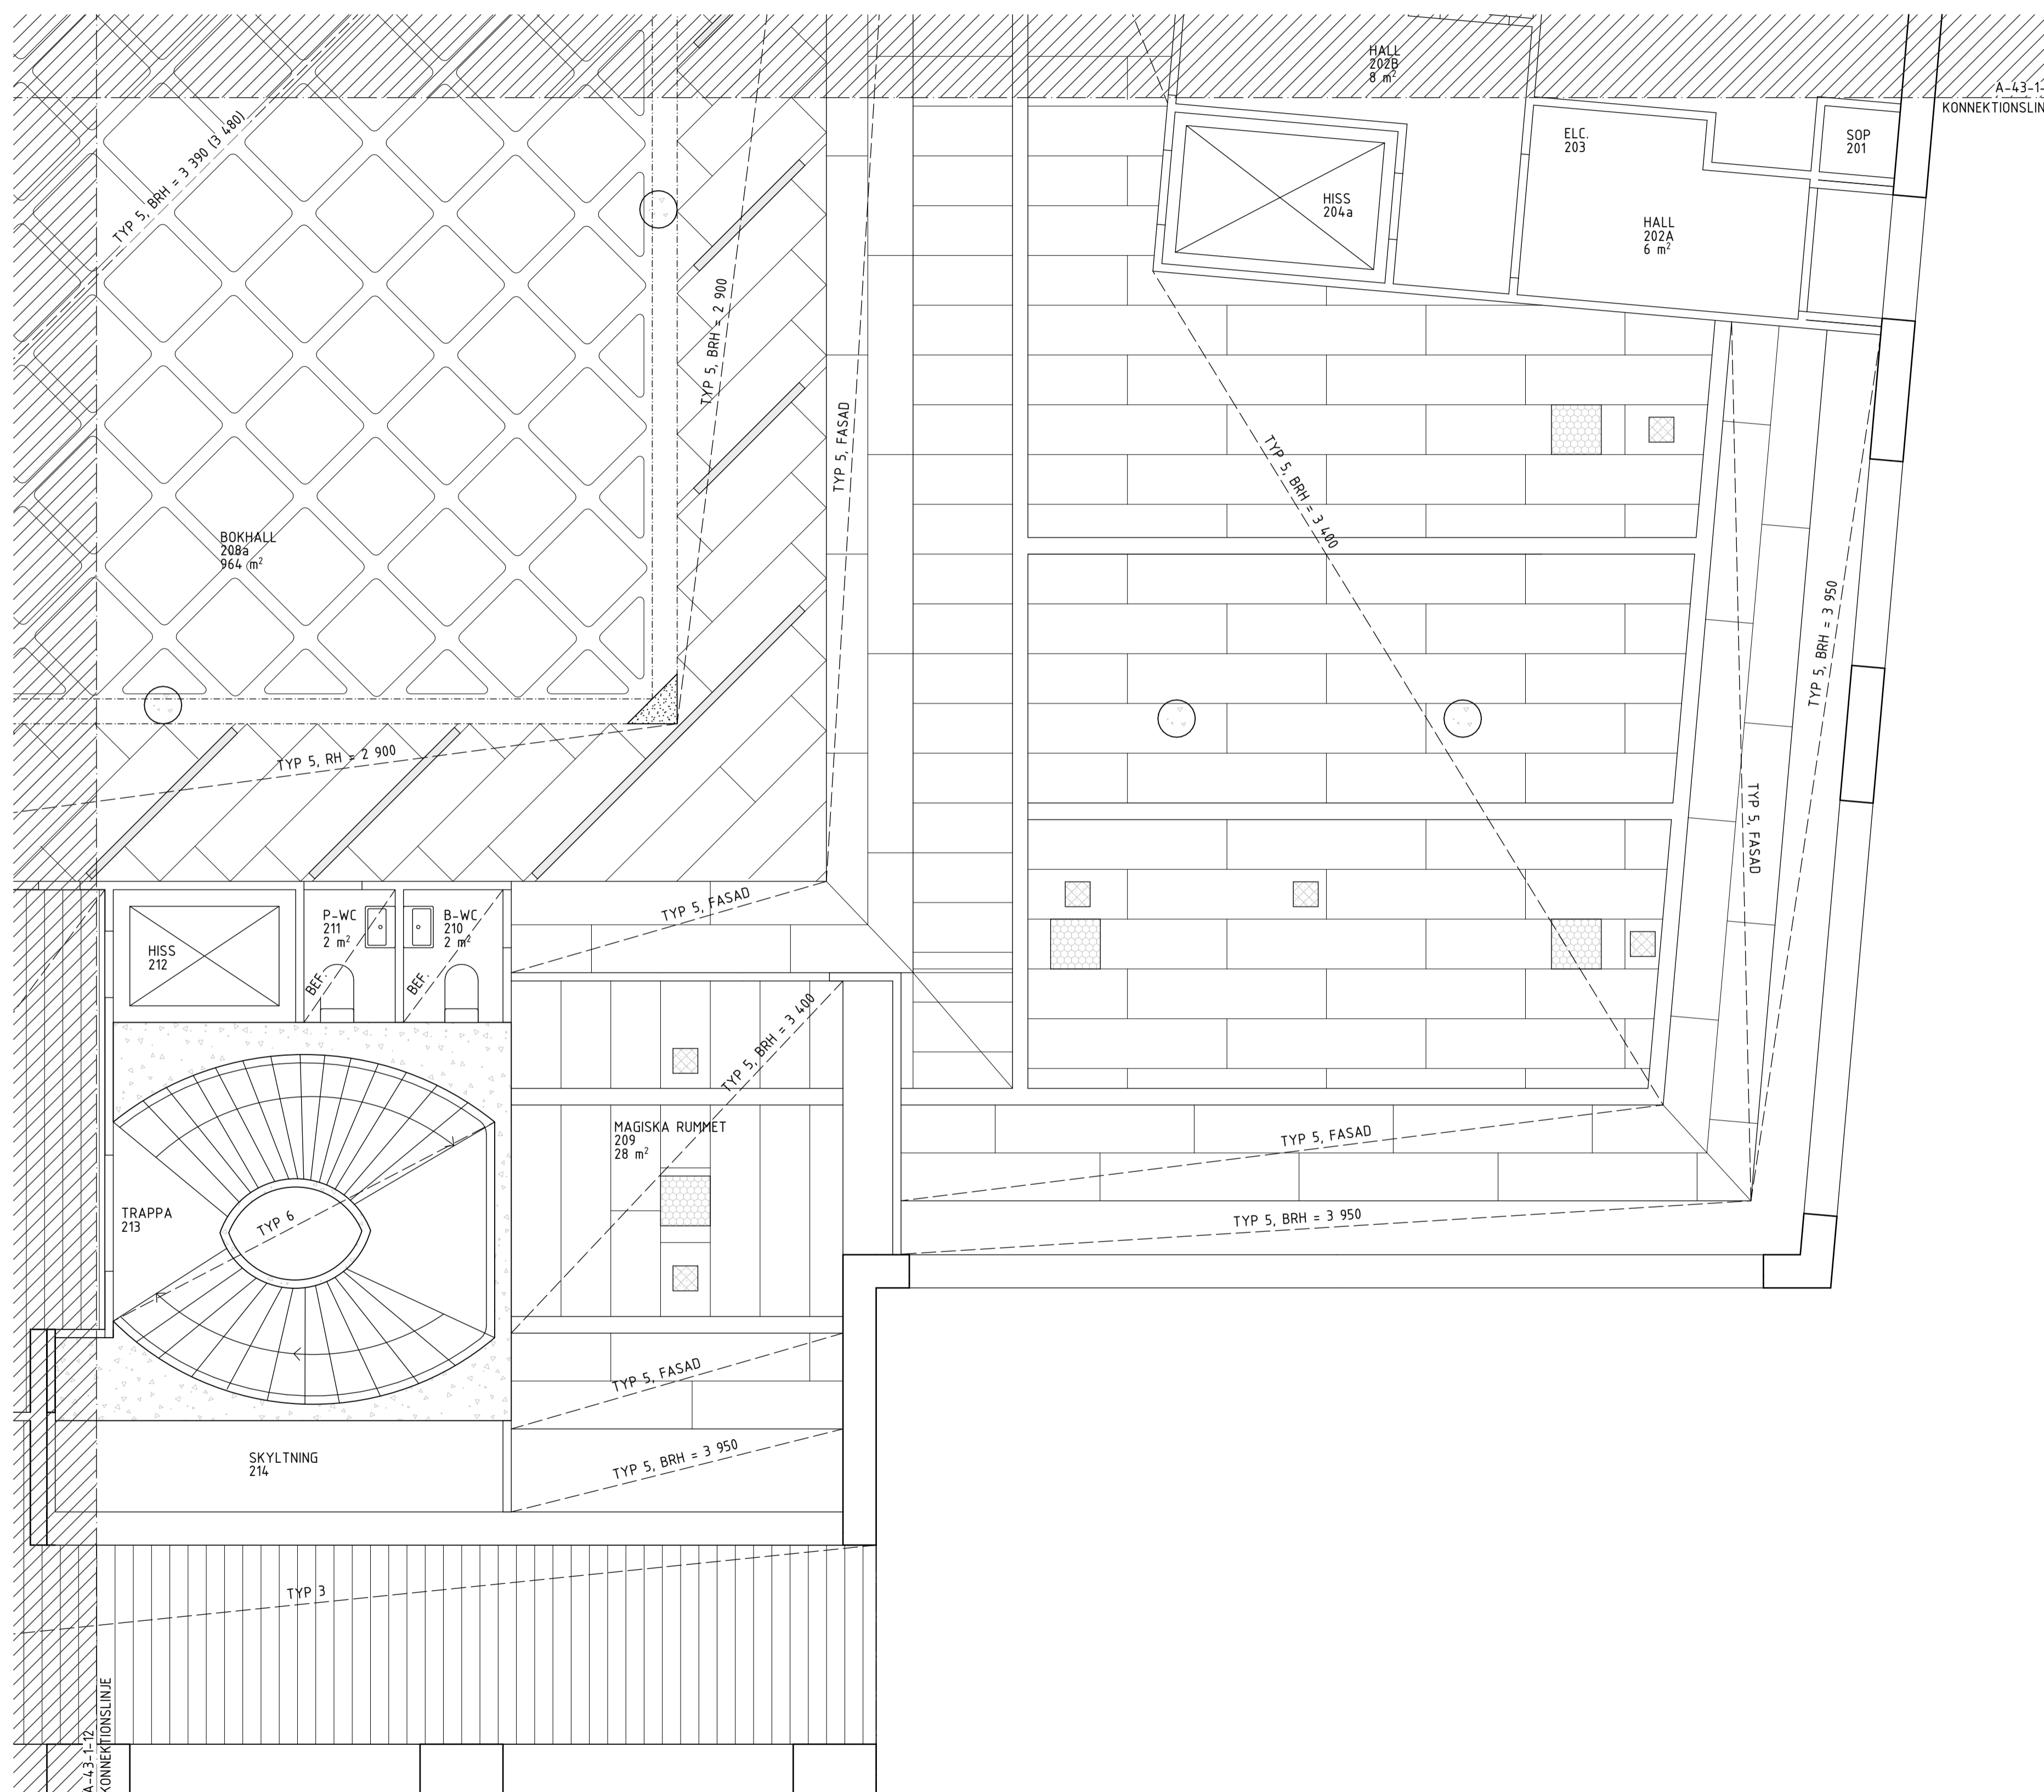 HALL
202B
8 m²
A-43-1-
KONNEKTIONSLIN
TYP 5, BRH = 3 390 (3 480)
ELC.
203
SOP
201
HISS
204a
HALL
202A
6 m²
TYP 5, BRH = 2 900
TYP 5, FASAD
TYP 5, BRH = 3 400
BOKHALL
208a
964 m²
TYP 5, BRH = 3 950
TYP 5, RH = 2 900
TYP 5, FASAD
TYP 5, FASAD
P-WC
211
2 m²
B-WC
210
2 m²
HISS
212
BEF.
BEF.
TYP 5, BRH = 3 400
MAGISKA RUMMET
209
28 m²
TYP 5, FASAD
TRAPPA
213
TYP 6
TYP 5, BRH = 3 950
TYP 5, FASAD
SKYLTNING
214
TYP 5, BRH = 3 950
TYP 3
A-43-1-12
KONNEKTIONSLINJE